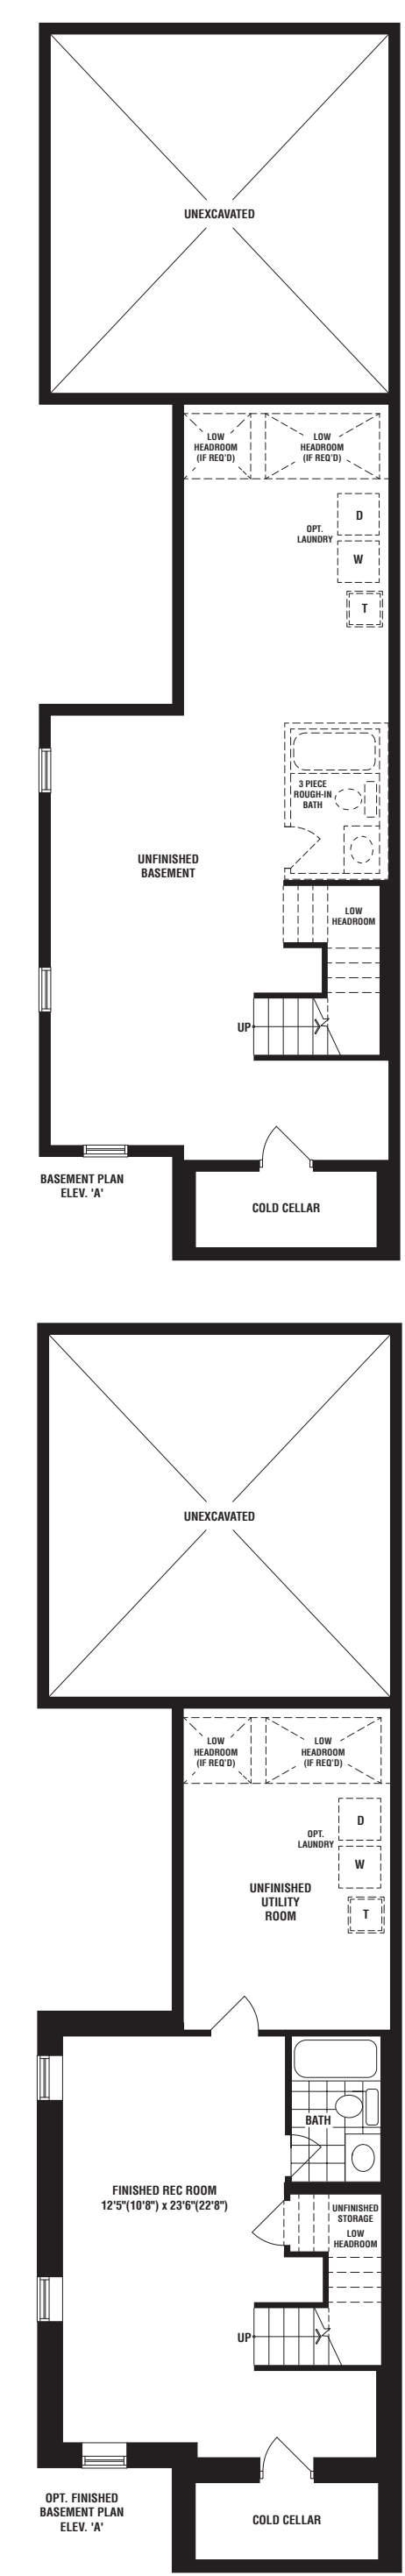 UNEXCAVATED
LOW
HEADROOM
(IF REQ'D)
LOW
HEADROOM
(IF REQ'D)
D
OPT.
LAUNDRY
W
T
3 PIECE
ROUGH-IN
BATH
UNFINISHED
BASEMENT
LOW
HEADROOM
UP
BASEMENT PLAN
ELEV. 'A'
COLD CELLAR
UNEXCAVATED
LOW
HEADROOM
(IF REQ'D)
LOW
HEADROOM
(IF REQ'D)
D
OPT.
LAUNDRY
W
UNFINISHED
UTILITY
ROOM
T
BATH
FINISHED REC ROOM
12'5"(10'8") x 23'6"(22'8")
UNFINISHED
STORAGE
LOW
HEADROOM
UP
OPT. FINISHED
BASEMENT PLAN
ELEV. 'A'
COLD CELLAR